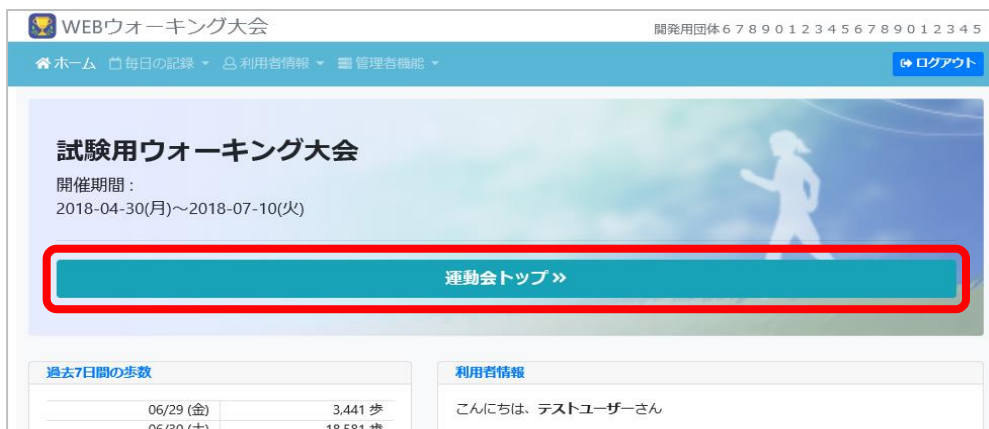 WEBウォーキング大会
開発用団体６７８９０１２３４５６７８９０１２３４５
ホーム 毎日の記録 利用者情報 管理者機能 ログアウト
試験用ウォーキング大会
開催期間 :
2018-04-30(月)～2018-07-10(火)
運動会トップ »
過去7日間の歩数
06/29 (金) 3,441 歩
06/30 (土) 18,581 歩
利用者情報
こんにちは、テストユーザーさん